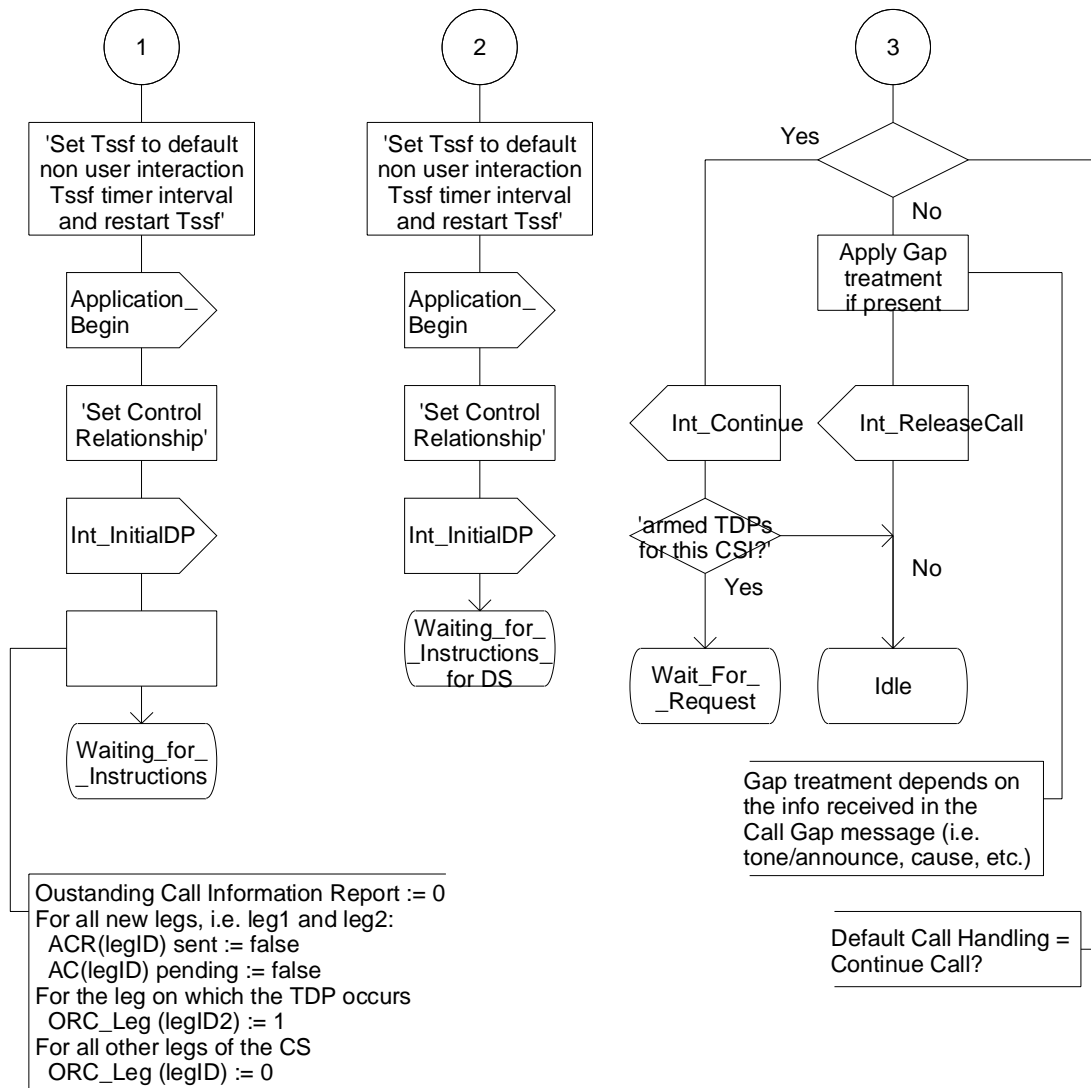 1
'Set Tssf to default
non user interaction
Tssf timer interval
and restart Tssf'
Application_
Begin
'Set Control
Relationship'
Int_InitialDP
Waiting_for_
_Instructions
Oustanding Call Information Report := 0
For all new legs, i.e. leg1 and leg2:
ACR(legID) sent := false
AC(legID) pending := false
For the leg on which the TDP occurs
ORC_Leg (legID2) := 1
For all other legs of the CS
ORC_Leg (legID) := 0
2
'Set Tssf to default
non user interaction
Tssf timer interval
and restart Tssf'
Application_
Begin
'Set Control
Relationship'
Int_InitialDP
Waiting_for_
_Instructions_
for DS
3
Yes
No
Apply Gap
treatment
if present
Int_Continue
Int_ReleaseCall
'armed TDPs
for this CSI?'
Yes
No
Wait_For_
_Request
Idle
Gap treatment depends on
the info received in the
Call Gap message (i.e.
tone/announce, cause, etc.)
Default Call Handling =
Continue Call?